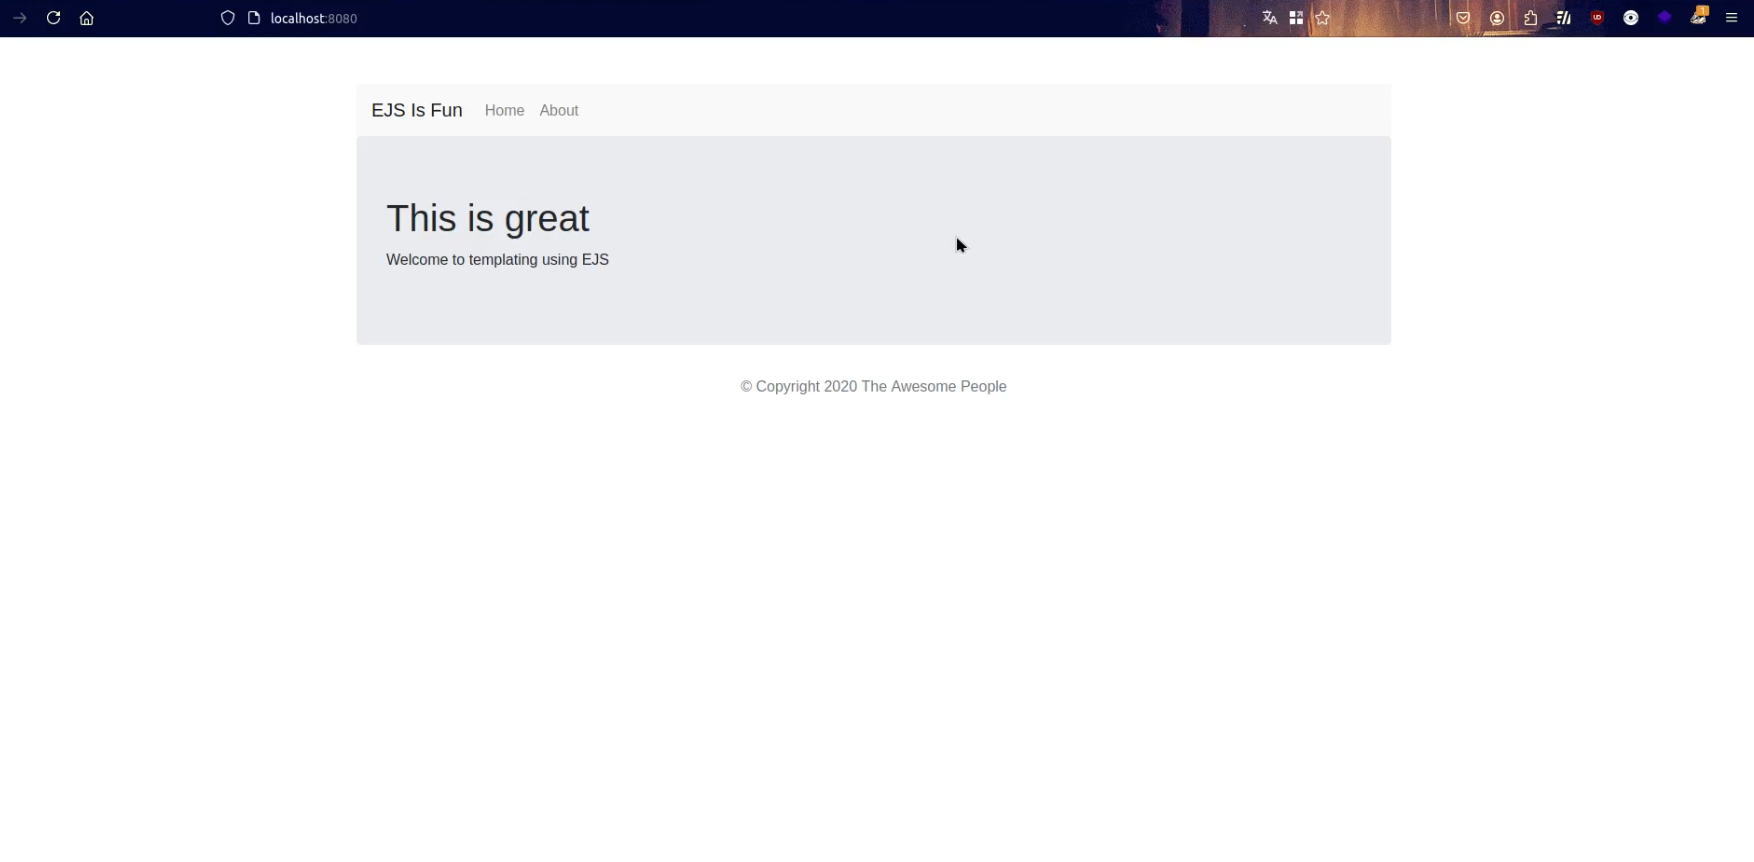 localhost:8080
1
EJS Is Fun Home About
This is great
Welcome to templating using EJS
© Copyright 2020 The Awesome People